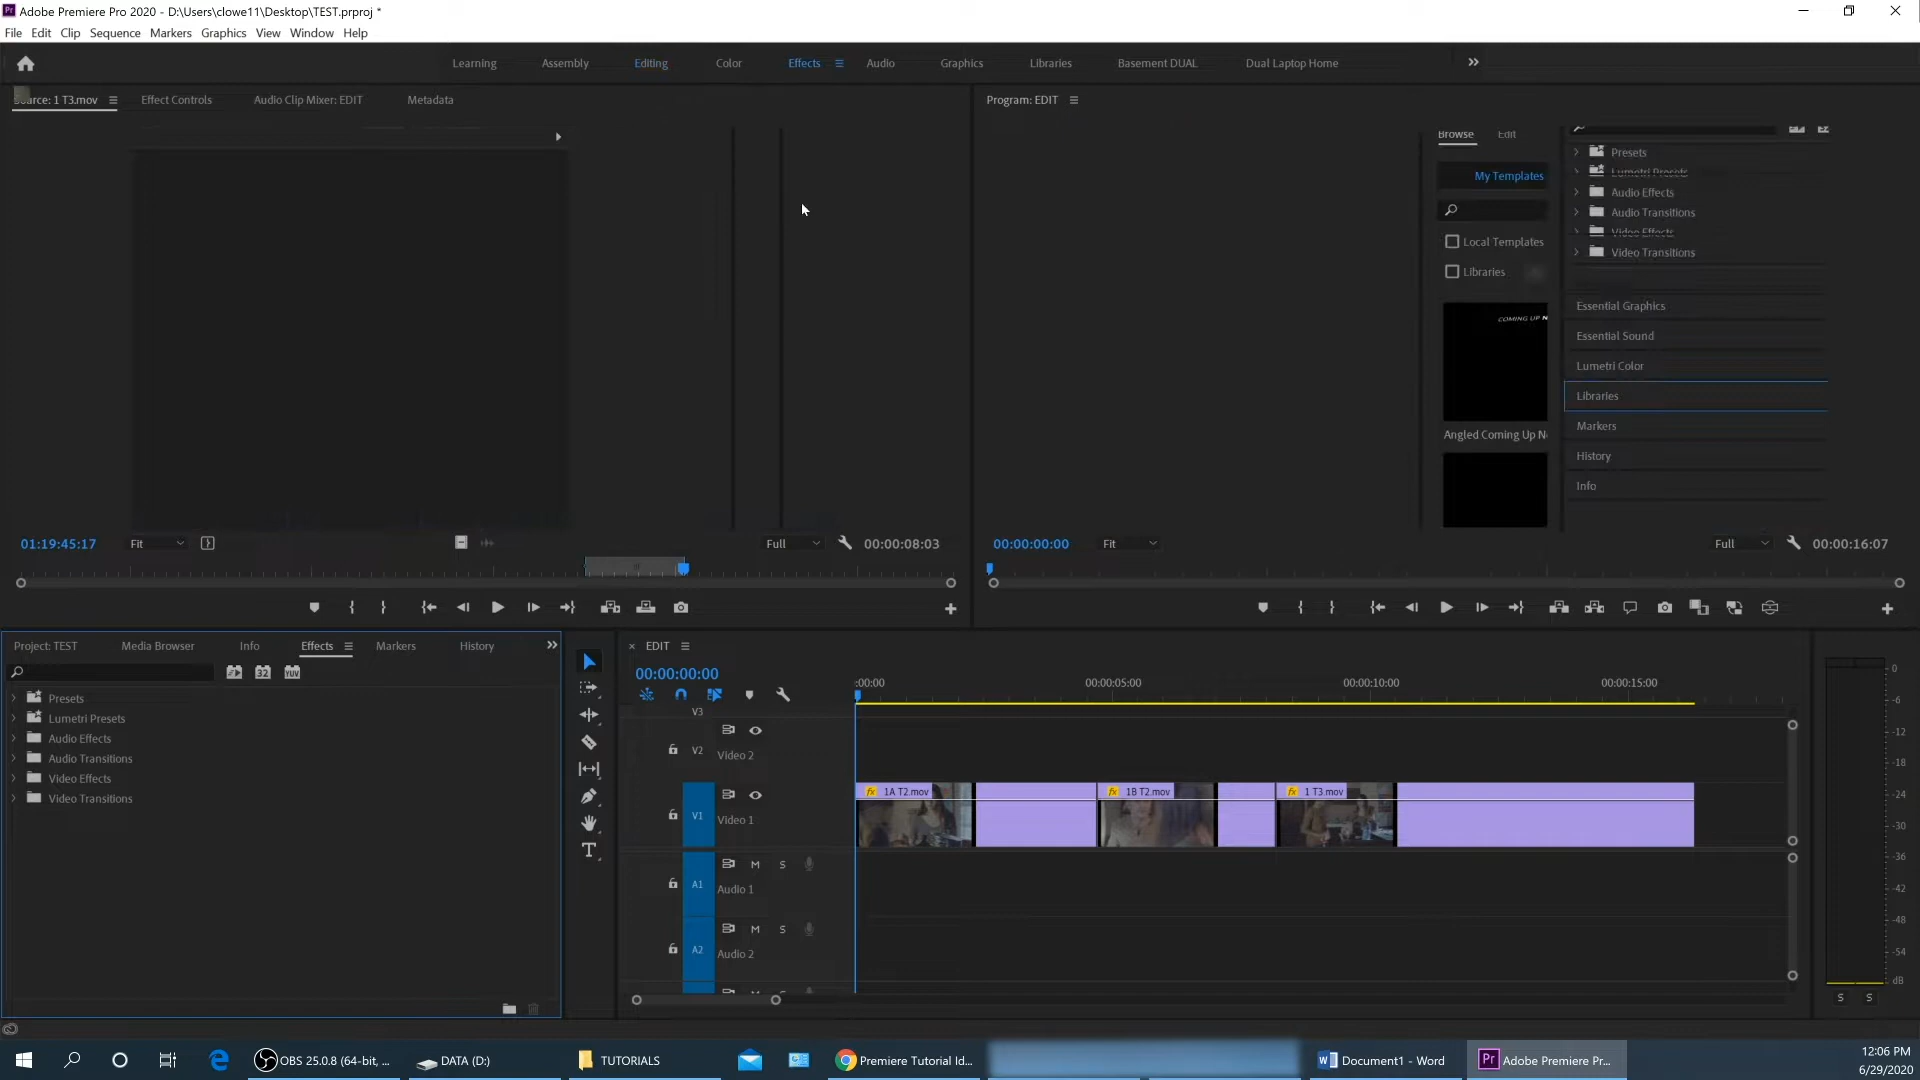 Adobe Premiere Pro 2020 - D:\Users\clowe11\Desktop\TEST.prproj *
File Edit Clip Sequence Markers Graphics View Window Help
Learning Assembly Editing Color Effects Audio Graphics Libraries Basement DUAL Dual Laptop Home
1 T3.mov Effect Controls Audio Clip Mixer: EDIT Metadata
Program: EDIT
Browse Edit
My Templates
Local Templates
Libraries
COMING UP N
Angled Coming Up N
Presets
Lumetri Presets
Audio Effects
Audio Transitions
Video Effects
Video Transitions
Essential Graphics
Essential Sound
Lumetri Color
Libraries
Markers
History
Info
01:19:45:17 Fit Full 00:00:08:03
00:00:00:00 Fit Full 00:00:16:07
Project: TEST Media Browser Info Effects Markers History
32 YUV
Presets
Lumetri Presets
Audio Effects
Audio Transitions
Video Effects
Video Transitions
× EDIT
00:00:00:00
:00:00 00:00:05:00 00:00:10:00 00:00:15:00
V3
V2 Video 2
fx 1A T2.mov fx 1B T2.mov fx 1 T3.mov
V1 Video 1
M S
A1 Audio 1
M S
A2 Audio 2
0
-6
-12
-18
-24
-30
-36
-42
-48
-54
dB
S S
OBS 25.0.8 (64-bit, ... DATA (D:) TUTORIALS Premiere Tutorial Id... Document1 - Word Adobe Premiere Pr...
12:06 PM
6/29/2020